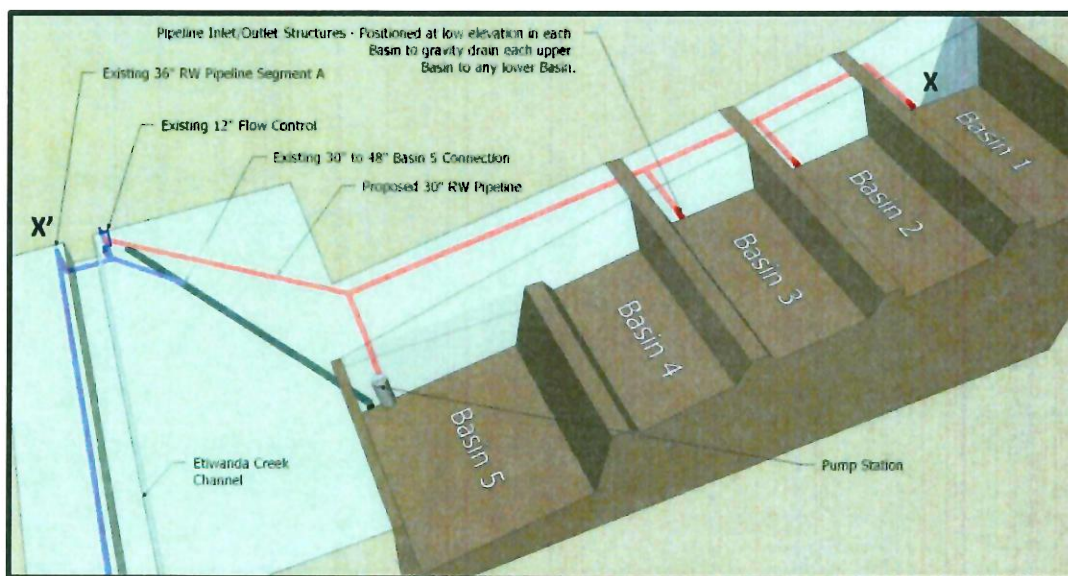 Pipeline Inlet/Outlet Structures - Positioned at low elevation in each
Basin to gravity drain each upper
Basin to any lower Basin.
Existing 36" RW Pipeline Segment A
X
Existing 12" Flow Control
Basin 1
Existing 30" to 48" Basin 5 Connection
Proposed 30" RW Pipeline
Basin 2
X'
Basin 3
Basin 4
Basin 5
Etiwanda Creek
Channel
Pump Station